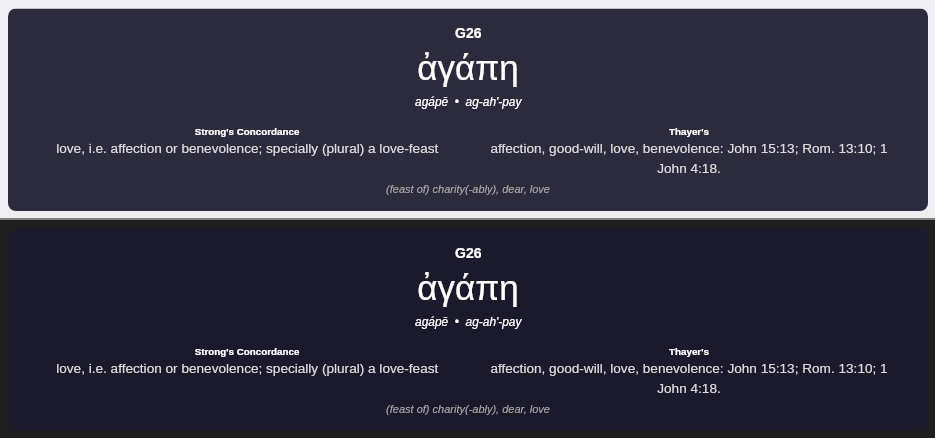 G26
ἀγάπη
agápē • ag-ah'-pay
Strong's Concordance
love, i.e. affection or benevolence; specially (plural) a love-feast
Thayer's
affection, good-will, love, benevolence: John 15:13; Rom. 13:10; 1
John 4:18.
(feast of) charity(-ably), dear, love
G26
ἀγάπη
agápē • ag-ah'-pay
Strong's Concordance
love, i.e. affection or benevolence; specially (plural) a love-feast
Thayer's
affection, good-will, love, benevolence: John 15:13; Rom. 13:10; 1
John 4:18.
(feast of) charity(-ably), dear, love